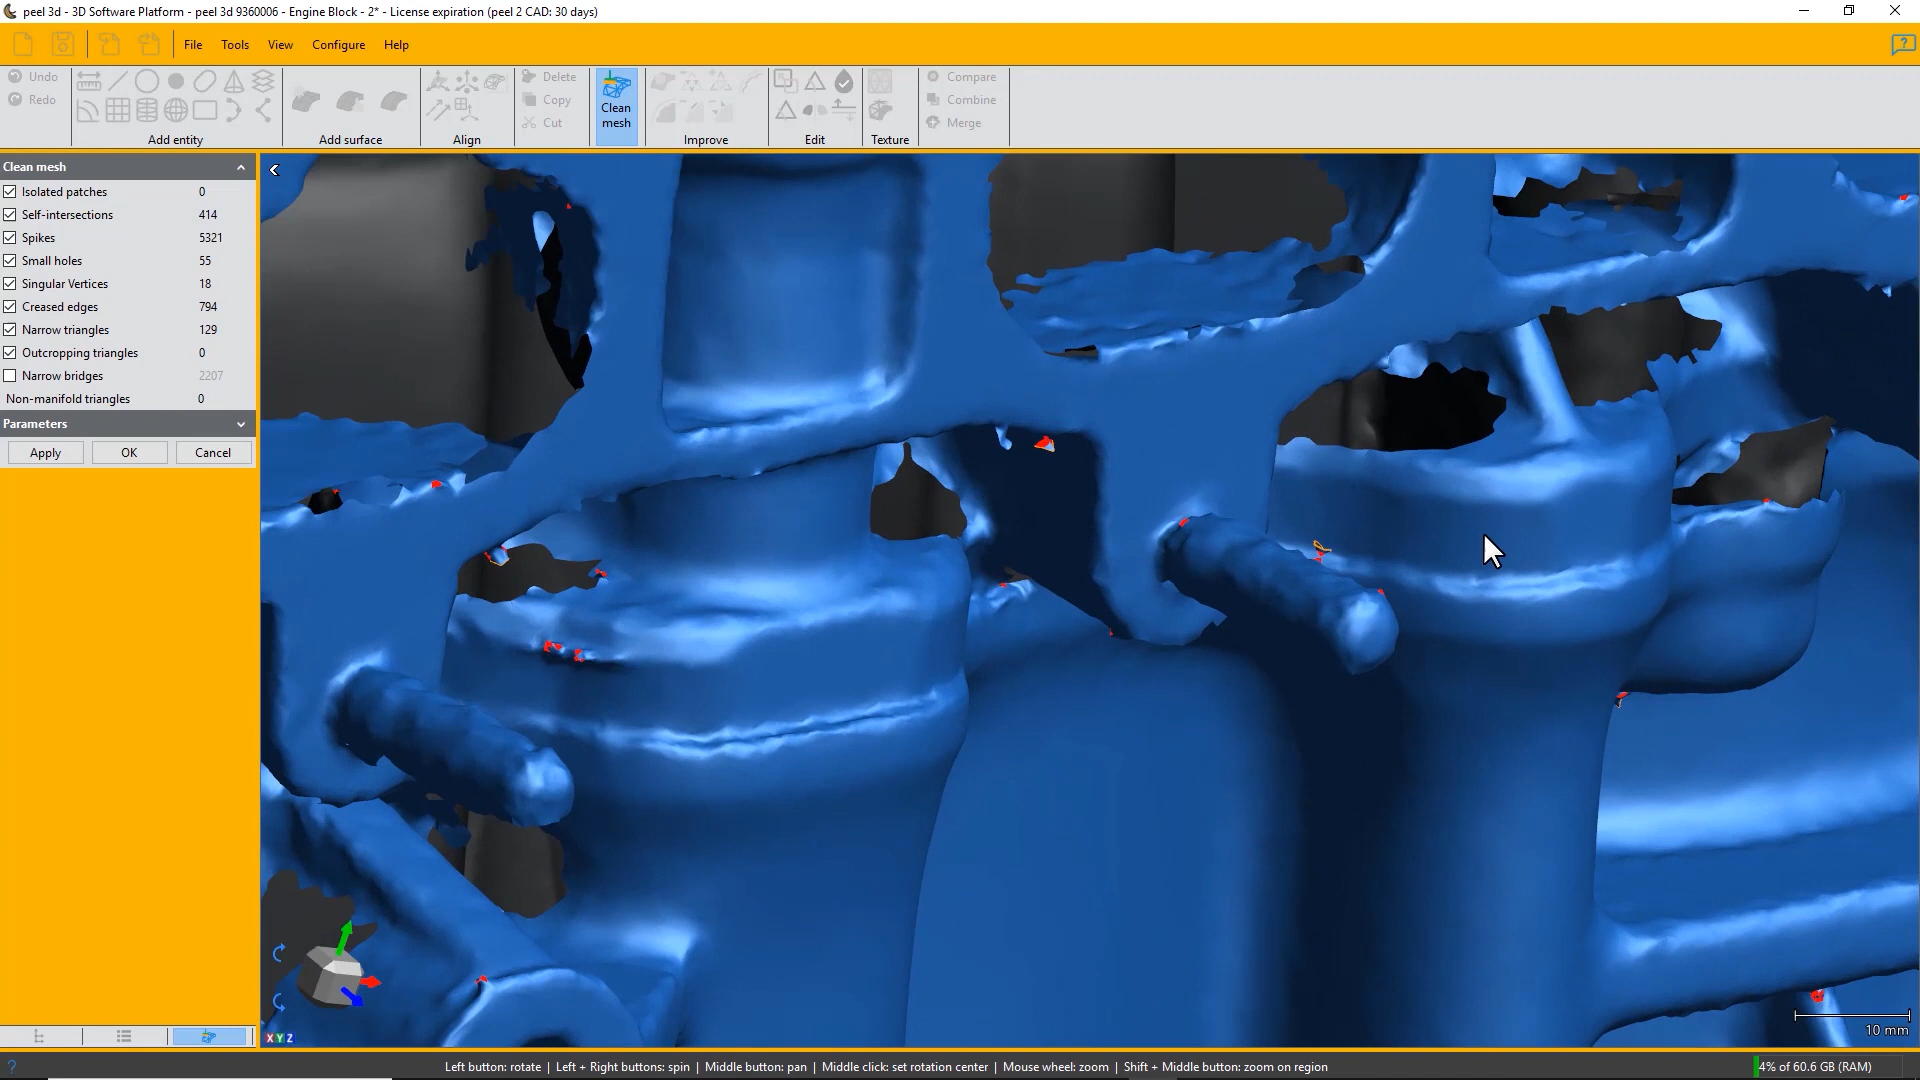 peel 3d - 3D Software Platform - peel 3d 9360006 - Engine Block - 2* - License expiration (peel 2 CAD: 30 days)
File Tools View Configure Help
Undo
Redo
Add entity
Add surface
Align
Delete
Copy
Cut
Clean
mesh
Improve
Edit
Texture
Compare
Combine
Merge
Clean mesh
Isolated patches 0
Self-intersections 414
Spikes 5321
Small holes 55
Singular Vertices 18
Creased edges 794
Narrow triangles 129
Outcropping triangles 0
Narrow bridges 2207
Non-manifold triangles 0
Parameters
Apply OK Cancel
X Y Z
10 mm
? Left button: rotate | Left + Right buttons: spin | Middle button: pan | Middle click: set rotation center | Mouse wheel: zoom | Shift + Middle button: zoom on region 4% of 60.6 GB (RAM)